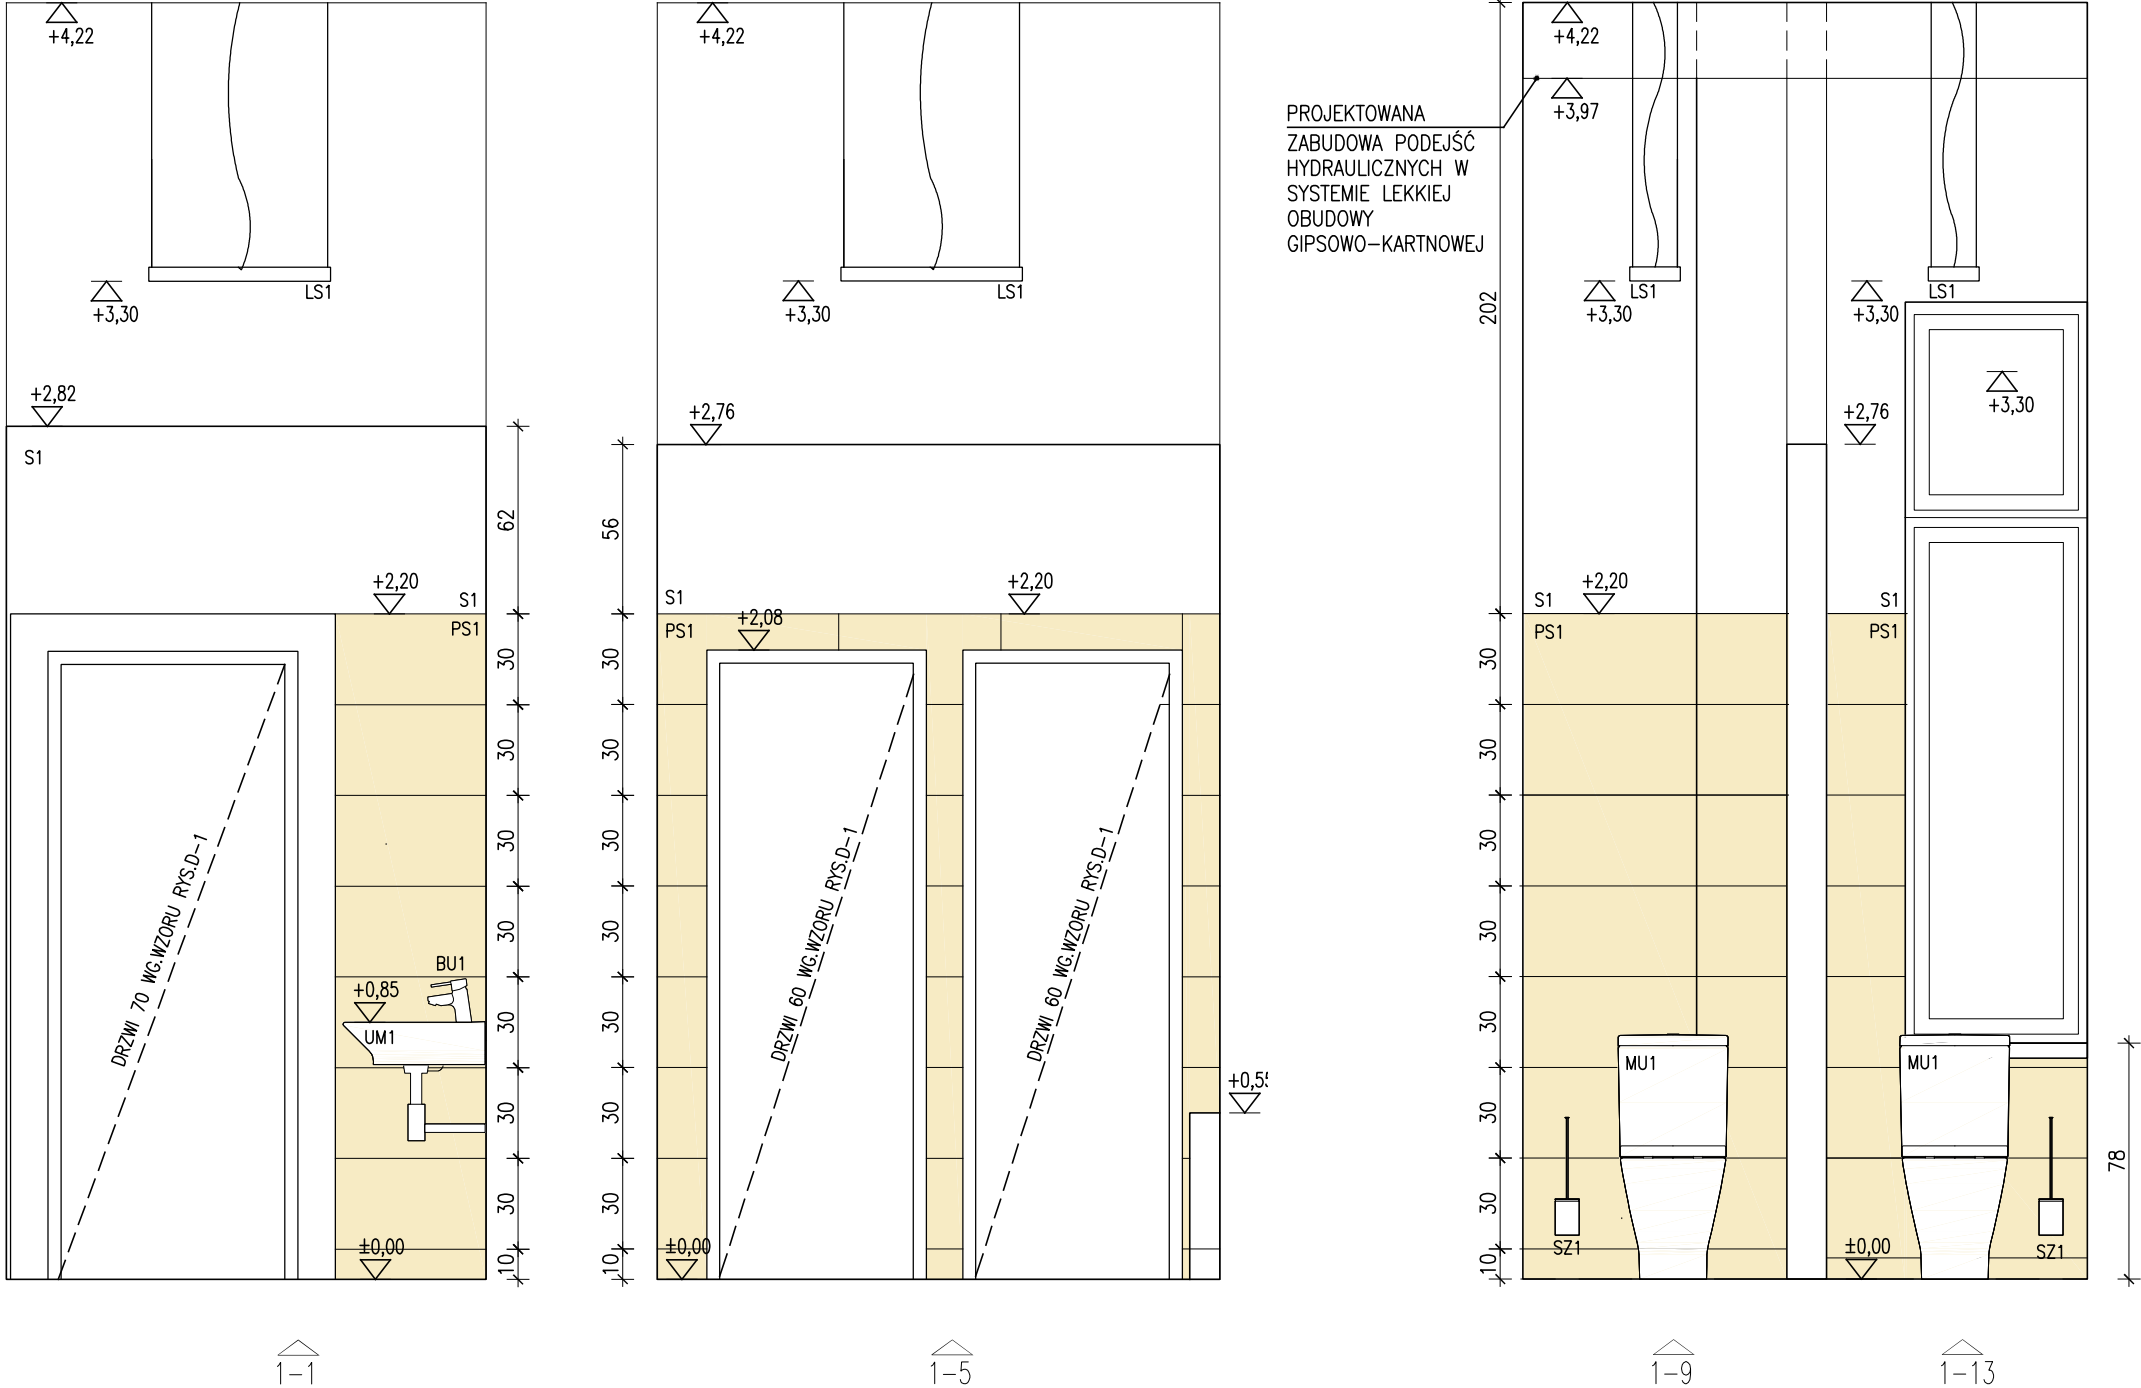 +4,22
LS1
+3,30
+2,82
S1
62
+2,20
S1
PS1
30
30
30
30
30
30
30
10
DRZWI 70 WG.WZORU RYS.D-1
BU1
+0,85
UM1
±0,00
1-1
+4,22
LS1
+3,30
+2,76
56
S1
+2,20
PS1
+2,08
30
30
30
30
30
30
30
10
DRZWI 60 WG.WZORU RYS.D-1
DRZWI 60 WG.WZORU RYS.D-1
+0,55
±0,00
1-5
PROJEKTOWANA
ZABUDOWA PODEJŚĆ
HYDRAULICZNYCH W
SYSTEMIE LEKKIEJ
OBUDOWY
GIPSOWO-KARTNOWEJ
+4,22
+3,97
LS1
+3,30
LS1
+3,30
202
+3,30
+2,76
S1
+2,20
S1
PS1
PS1
30
30
30
30
30
30
30
10
MU1
MU1
SZ1
±0,00
SZ1
78
1-9
1-13